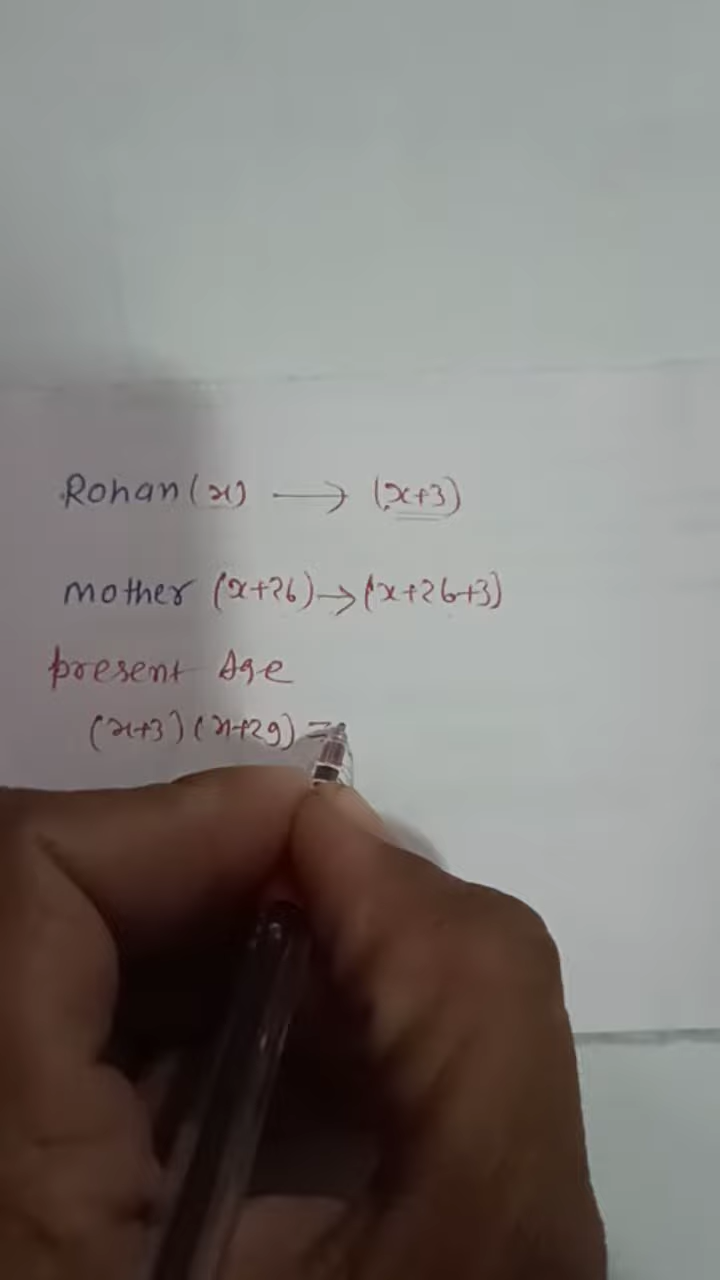 Rohan (x) → (x+3)
mother (x+26) → (x+26+3)
present Age
(x+3) (x+29) =